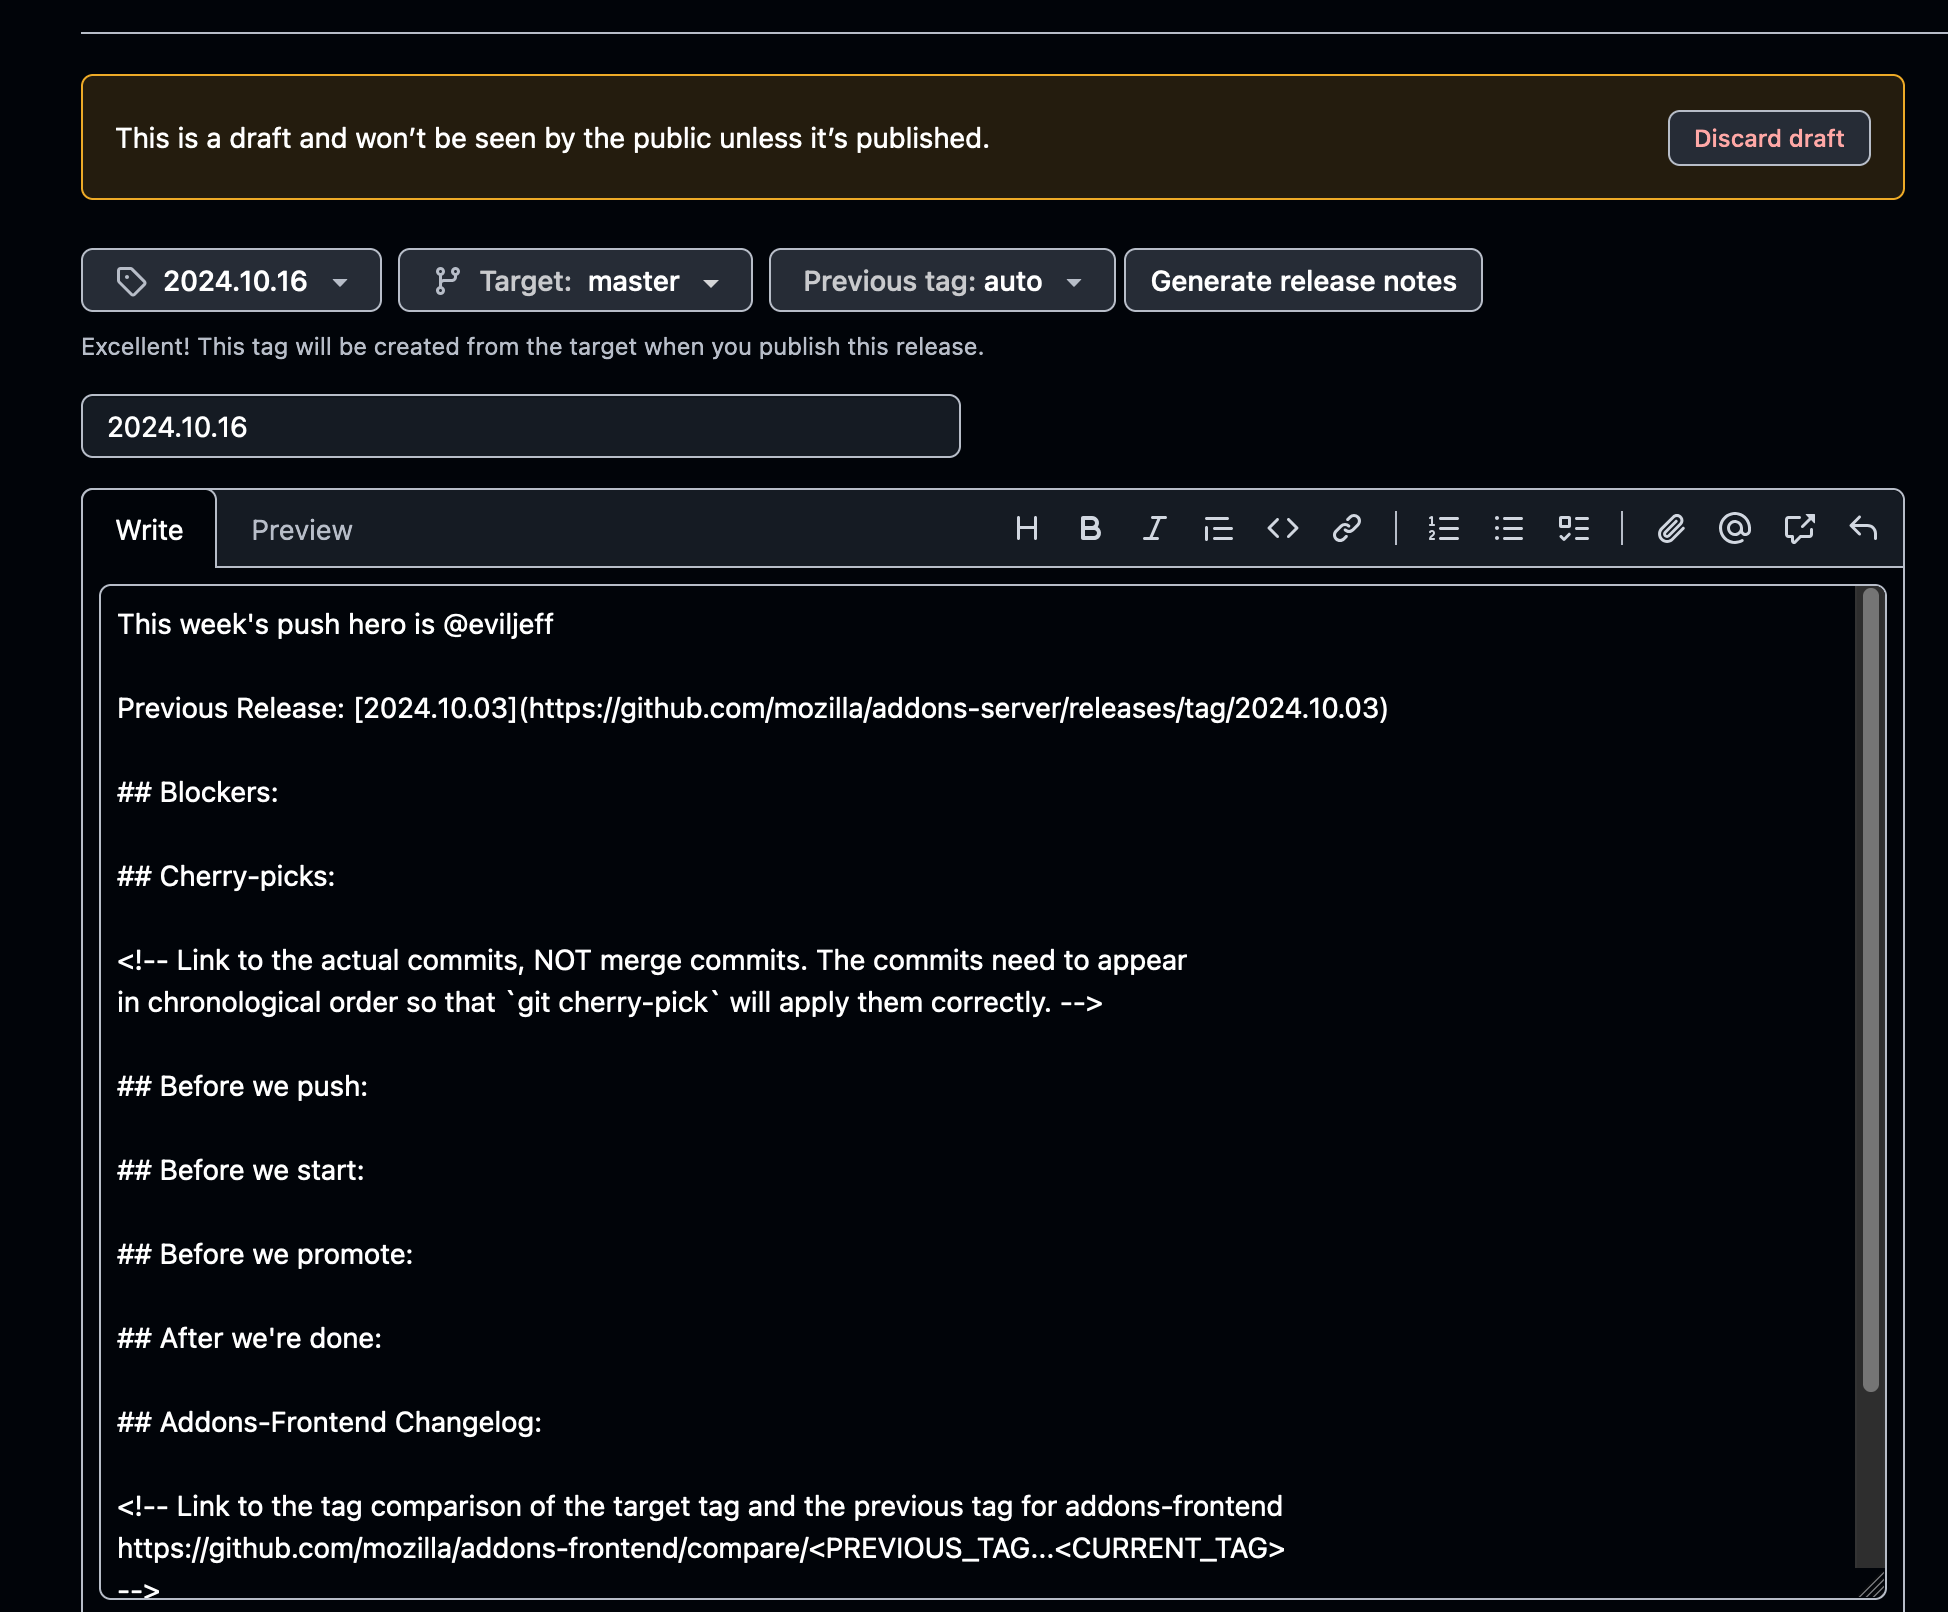 This is a draft and won’t be seen by the public unless it’s published.
Discard draft
2024.10.16
Target: master
Previous tag: auto
Generate release notes
Excellent! This tag will be created from the target when you publish this release.
2024.10.16
Write
Preview
This week's push hero is @eviljeff
Previous Release: [2024.10.03](https://github.com/mozilla/addons-server/releases/tag/2024.10.03)
## Blockers:
## Cherry-picks:
<!-- Link to the actual commits, NOT merge commits. The commits need to appear
in chronological order so that `git cherry-pick` will apply them correctly. -->
## Before we push:
## Before we start:
## Before we promote:
## After we're done:
## Addons-Frontend Changelog:
<!-- Link to the tag comparison of the target tag and the previous tag for addons-frontend
https://github.com/mozilla/addons-frontend/compare/<PREVIOUS_TAG...<CURRENT_TAG>
-->